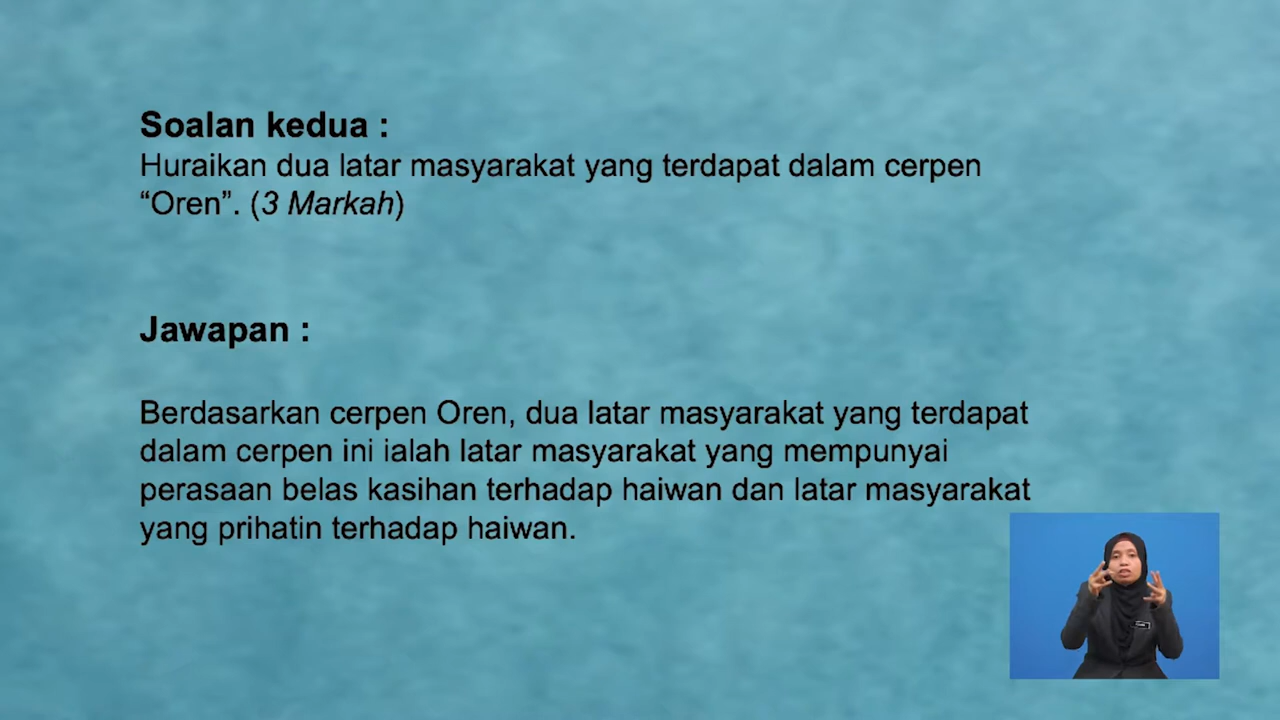 Soalan kedua :
Huraikan dua latar masyarakat yang terdapat dalam cerpen
“Oren”. (3 Markah)
Jawapan :
Berdasarkan cerpen Oren, dua latar masyarakat yang terdapat
dalam cerpen ini ialah latar masyarakat yang mempunyai
perasaan belas kasihan terhadap haiwan dan latar masyarakat
yang prihatin terhadap haiwan.